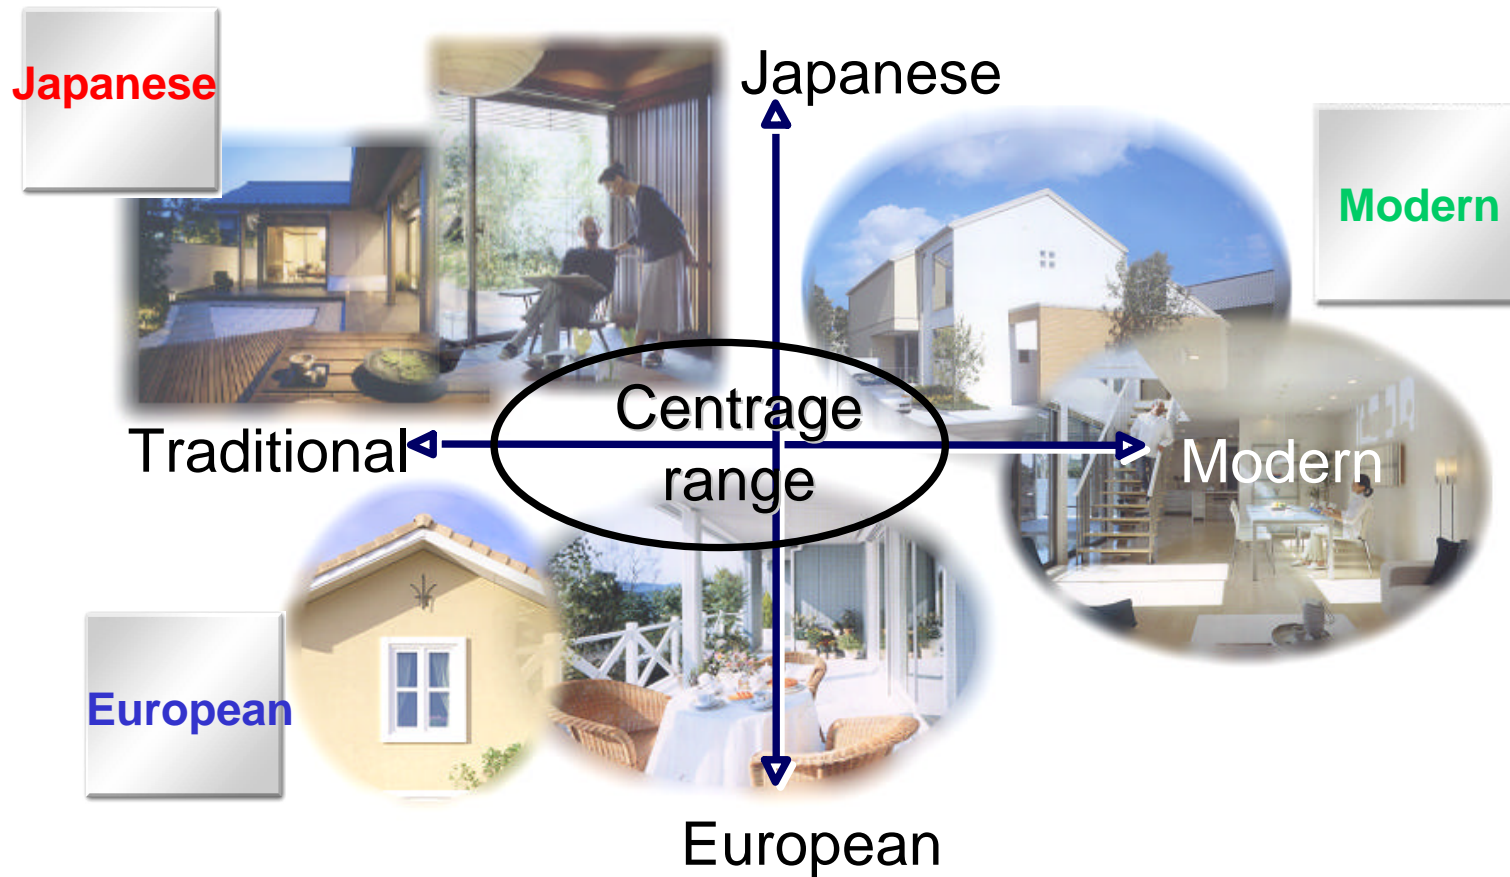 Japanese
Japanese
Modern
Centrage
range
Traditional
Modern
European
European